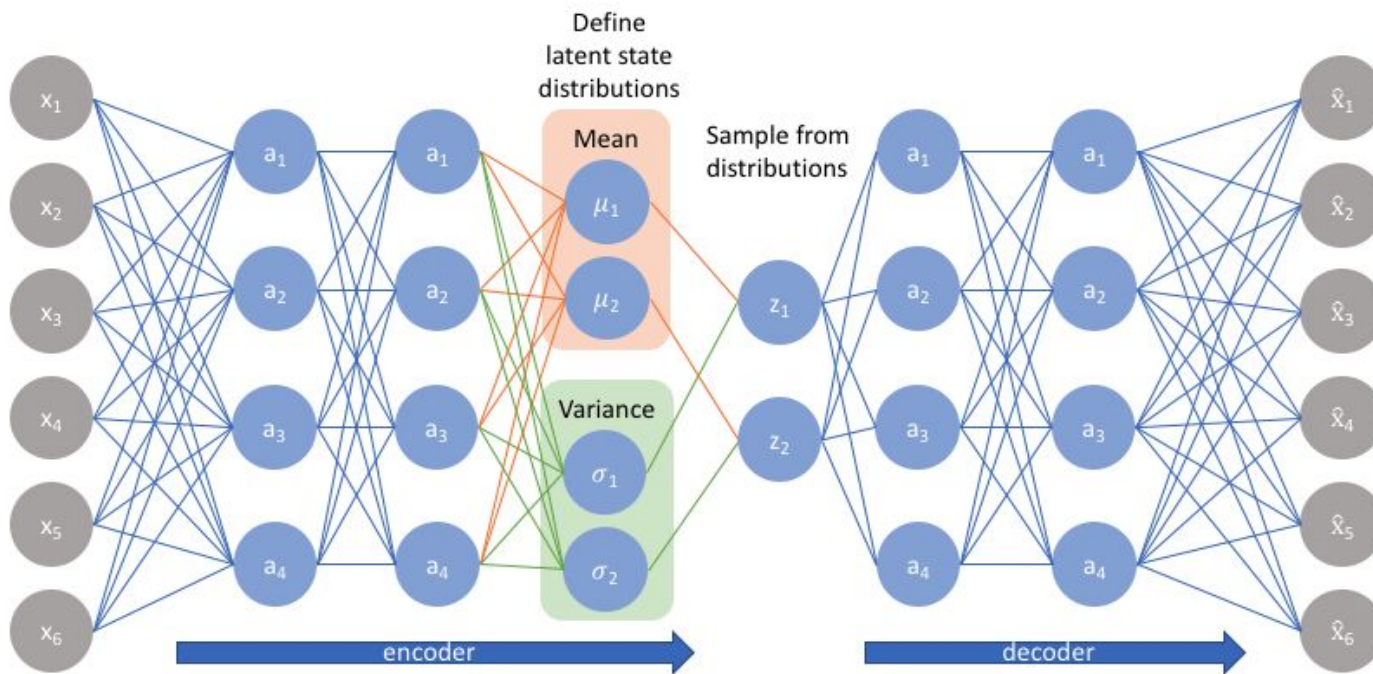 Define
latent state
distributions
Mean
Sample from
distributions
Variance
x₁
x₂
x₃
x₄
x₅
x₆
a₁
a₂
a₃
a₄
a₁
a₂
a₃
a₄
μ₁
μ₂
σ₁
σ₂
z₁
z₂
a₁
a₂
a₃
a₄
a₁
a₂
a₃
a₄
x̂₁
x̂₂
x̂₃
x̂₄
x̂₅
x̂₆
encoder
decoder